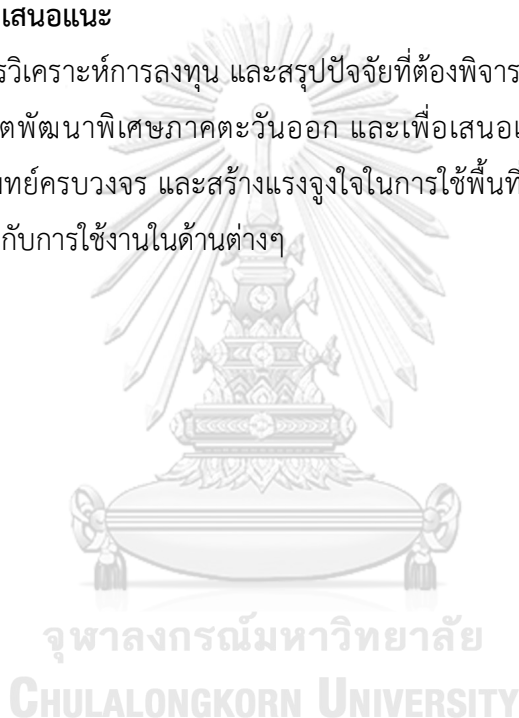 เสนอแนะ
รวิเคราะห์การลงทุน และสรุปปัจจัยที่ต้องพิจาร
ตพัฒนาพิเศษภาคตะวันออก และเพื่อเสนอเ
พทย์ครบวงจร และสร้างแรงจูงใจในการใช้พื้นที่
กับการใช้งานในด้านต่างๆ
จุฬาลงกรณ์มหาวิทยาลัย
CHULALONGKORN UNIVERSITY